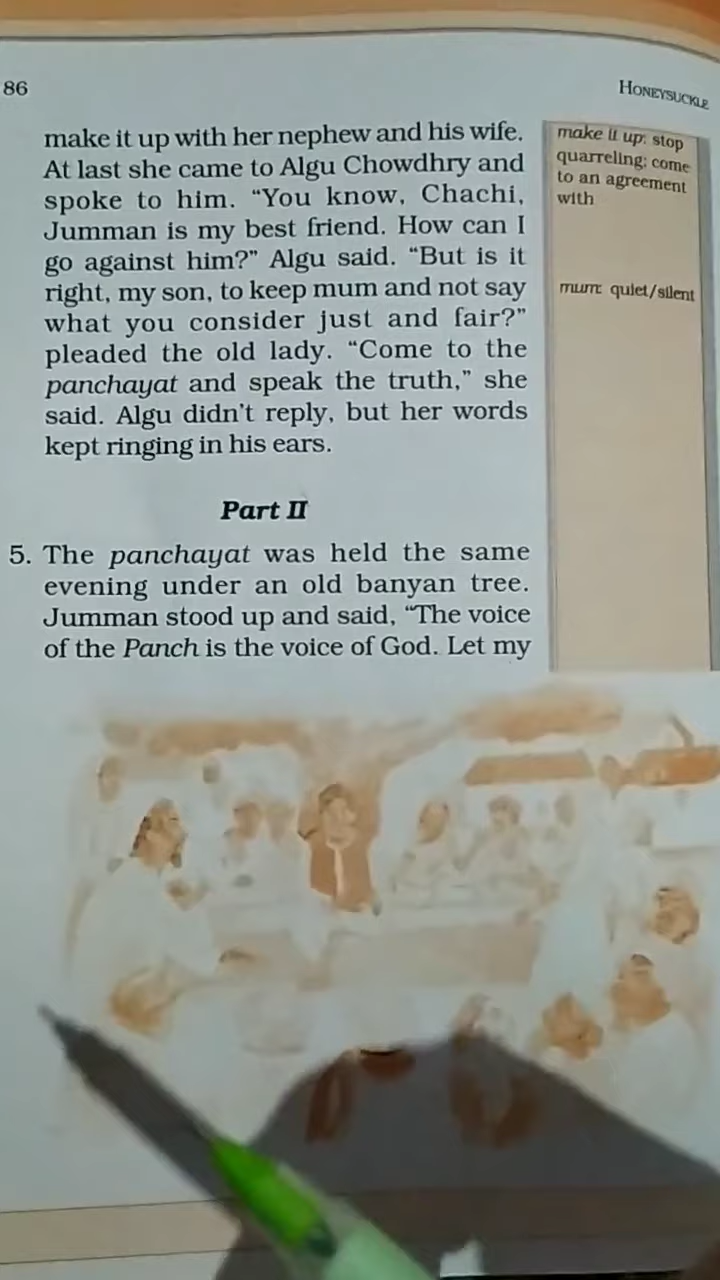 86
HONEYSUCKLE
make it up with her nephew and his wife.
At last she came to Algu Chowdhry and
spoke to him. “You know, Chachi,
Jumman is my best friend. How can I
go against him?” Algu said. “But is it
right, my son, to keep mum and not say
what you consider just and fair?”
pleaded the old lady. “Come to the
panchayat and speak the truth,” she
said. Algu didn’t reply, but her words
kept ringing in his ears.
make it up: stop
quarreling; come
to an agreement
with
mum: quiet/silent
Part II
5. The panchayat was held the same
evening under an old banyan tree.
Jumman stood up and said, “The voice
of the Panch is the voice of God. Let my